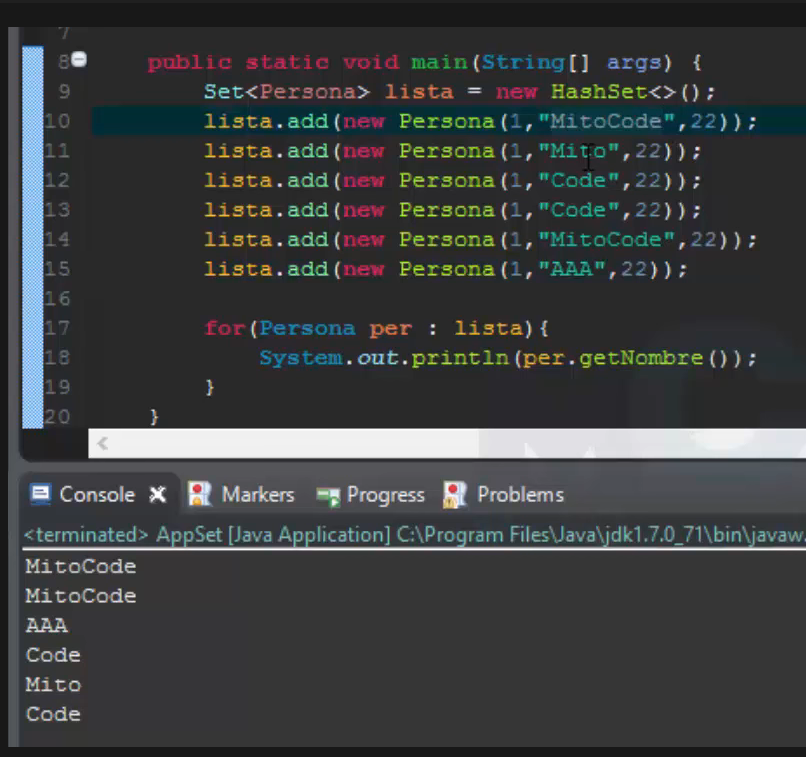 7
8 public static void main(String[] args) {
9 Set<Persona> lista = new HashSet<>();
10 lista.add(new Persona(1,"MitoCode",22));
11 lista.add(new Persona(1,"Mito",22));
12 lista.add(new Persona(1,"Code",22));
13 lista.add(new Persona(1,"Code",22));
14 lista.add(new Persona(1,"MitoCode",22));
15 lista.add(new Persona(1,"AAA",22));
16
17 for(Persona per : lista){
18 System.out.println(per.getNombre());
19 }
20 }
Console Markers Progress Problems
<terminated> AppSet [Java Application] C:\Program Files\Java\jdk1.7.0_71\bin\javaw.
MitoCode
MitoCode
AAA
Code
Mito
Code